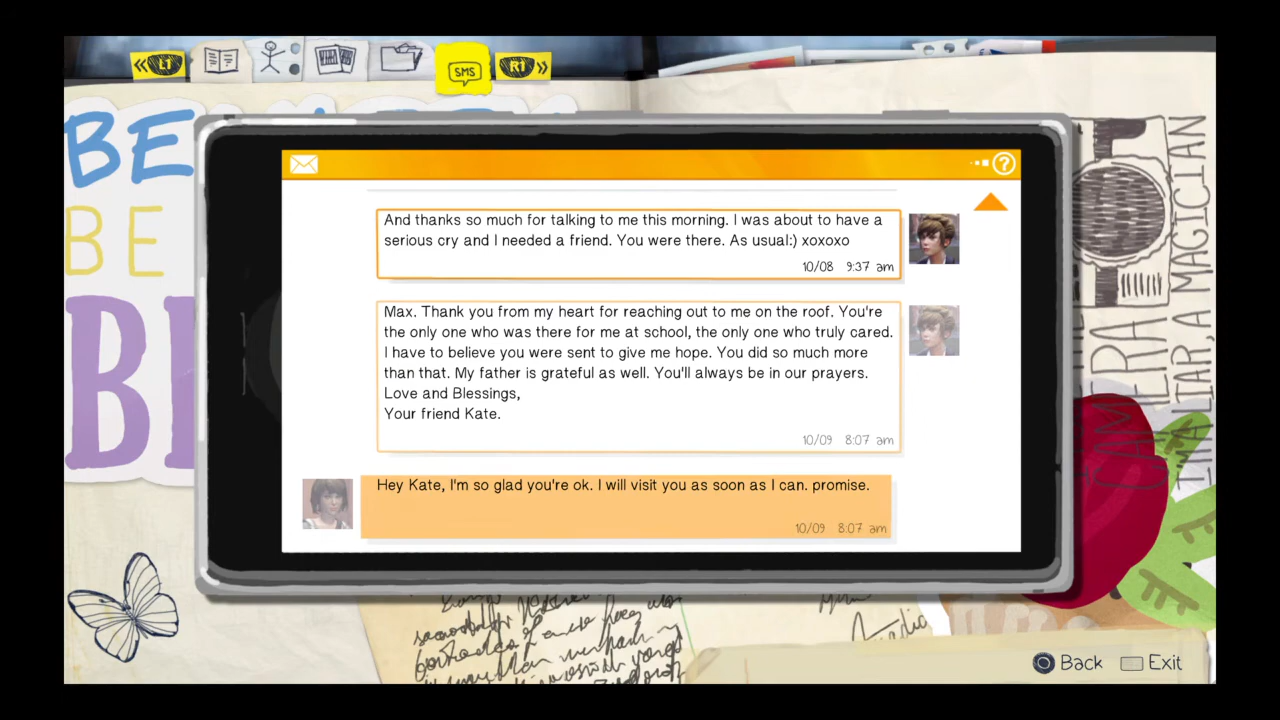 L1
SMS
R1
BE
BE
And thanks so much for talking to me this morning. I was about to have a
serious cry and I needed a friend. You were there. As usual:) xoxoxo
10/08 9:37 am
Max. Thank you from my heart for reaching out to me on the roof. You're
the only one who was there for me at school, the only one who truly cared.
I have to believe you were sent to give me hope. You did so much more
than that. My father is grateful as well. You'll always be in our prayers.
Love and Blessings,
Your friend Kate.
10/09 8:07 am
Hey Kate, I'm so glad you're ok. I will visit you as soon as I can. promise.
10/09 8:07 am
CAMERA
LIAR, A MAGICIAN
Back
Exit